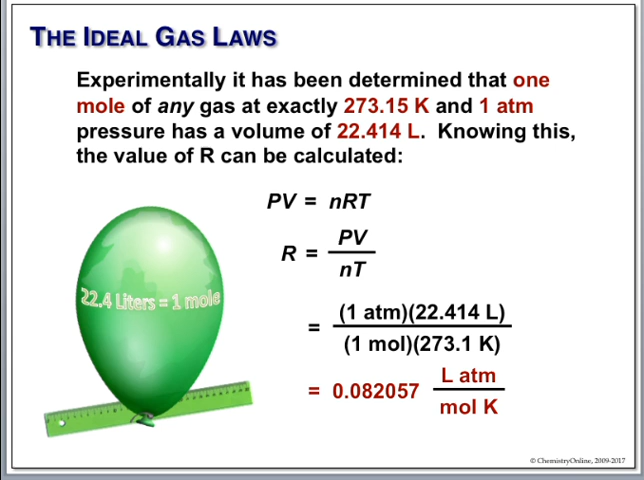 THE IDEAL GAS LAWS
Experimentally it has been determined that one
mole of any gas at exactly 273.15 K and 1 atm
pressure has a volume of 22.414 L. Knowing this,
the value of R can be calculated:
PV = nRT
R = PV / nT
22.4 Liters = 1 mole
= (1 atm)(22.414 L) / (1 mol)(273.1 K)
= 0.082057 L atm / mol K
© ChemistryOnline, 2009-2017